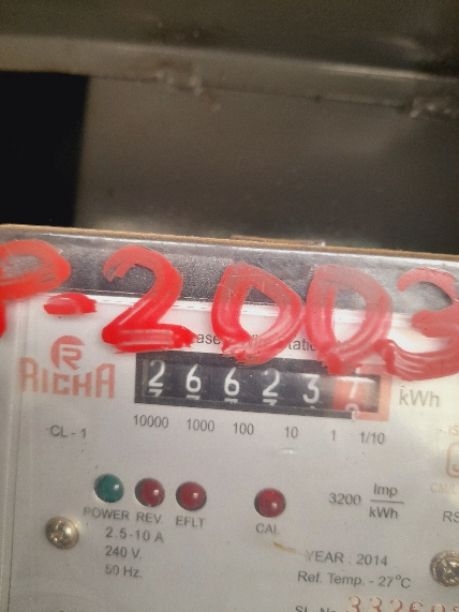 P-2003
RICHA
2 6 6 2 3 7 kWh
10000 1000 100 10 1 1/10
CL - 1
3200 Imp/kWh
POWER REV. EFLT CAL
2.5-10 A
240 V.
50 Hz.
YEAR : 2014
Ref. Temp. - 27°C